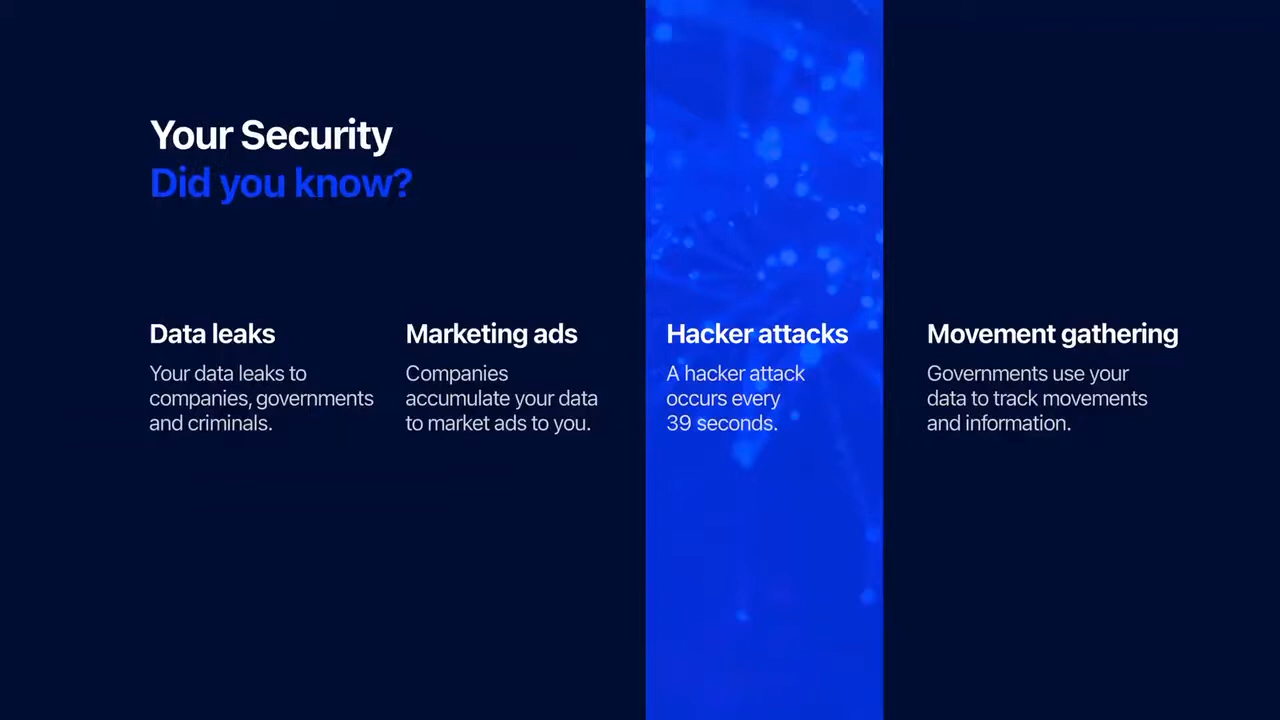 Your Security
Did you know?
Data leaks
Your data leaks to
companies, governments
and criminals.
Marketing ads
Companies
accumulate your data
to market ads to you.
Hacker attacks
A hacker attack
occurs every
39 seconds.
Movement gathering
Governments use your
data to track movements
and information.